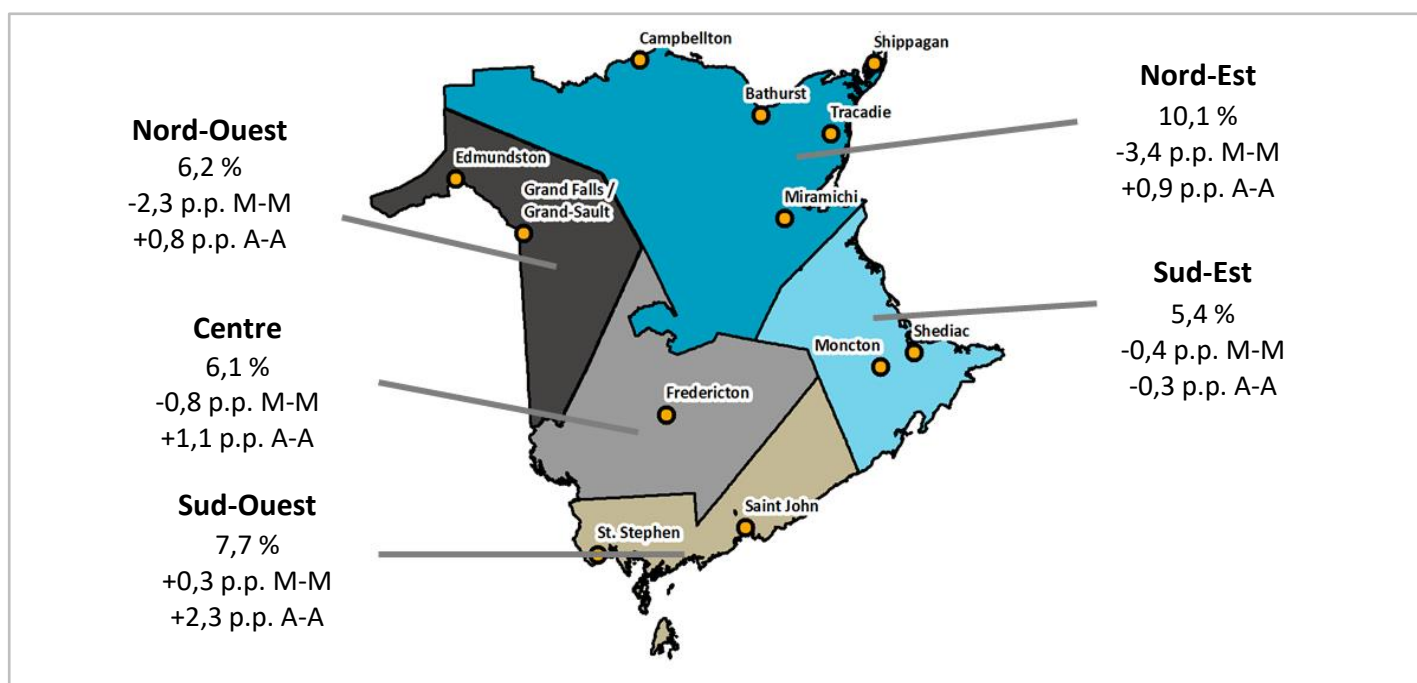 Nord-Ouest
6,2 %
-2,3 p.p. M-M
+0,8 p.p. A-A
Centre
6,1 %
-0,8 p.p. M-M
+1,1 p.p. A-A
Sud-Ouest
7,7 %
+0,3 p.p. M-M
+2,3 p.p. A-A
Campbellton
Shippagan
Bathurst
Tracadie
Edmundston
Grand Falls /
Grand-Sault
Miramichi
Shediac
Moncton
Fredericton
Saint John
St. Stephen
Nord-Est
10,1 %
-3,4 p.p. M-M
+0,9 p.p. A-A
Sud-Est
5,4 %
-0,4 p.p. M-M
-0,3 p.p. A-A